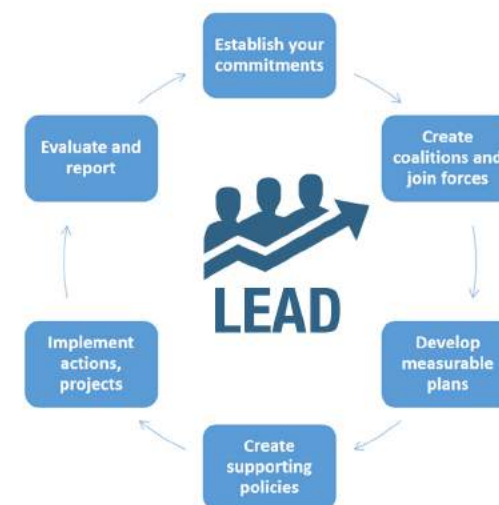 Establish your
commitments
Create
coalitions and
join forces
Develop
measurable
plans
Create
supporting
policies
Implement
actions,
projects
Evaluate and
report
LEAD